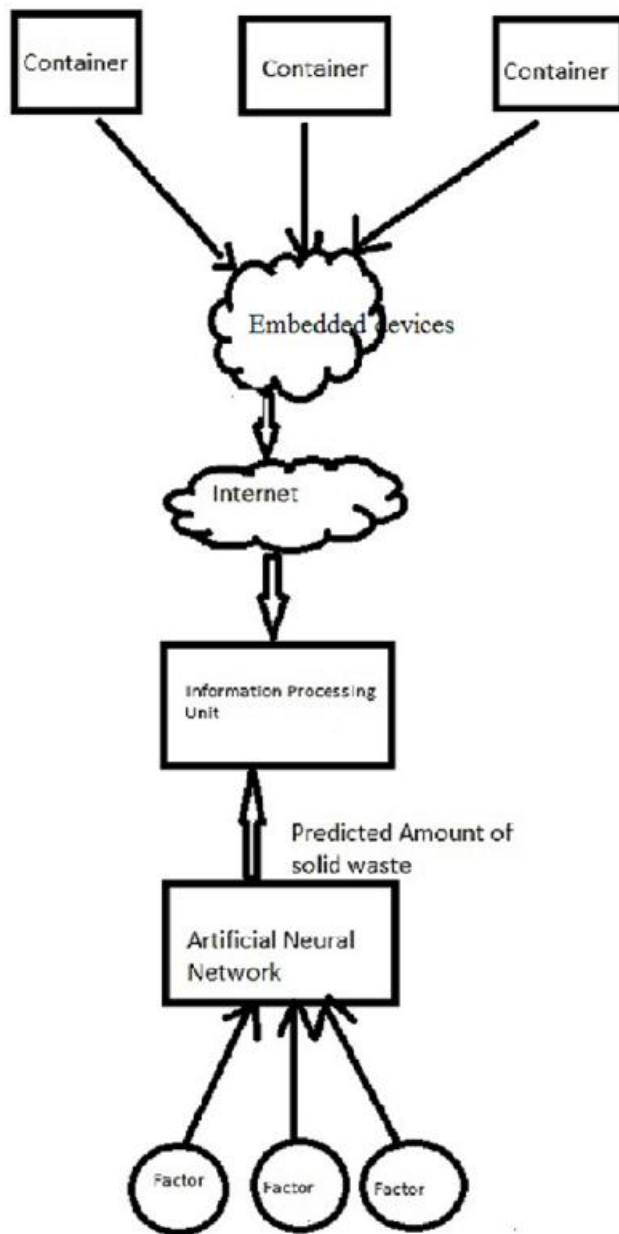 Container
Container
Container
Embedded devices
Internet
Information Processing
Unit
Predicted Amount of
solid waste
Artificial Neural
Network
Factor
Factor
Factor